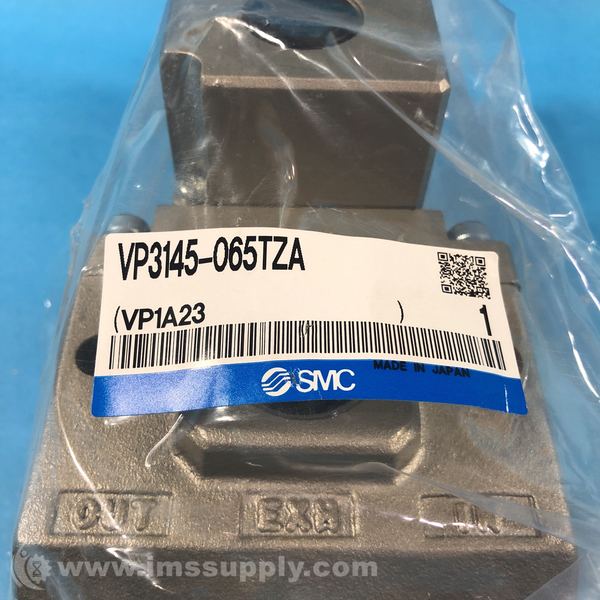 VP3145-065TZA
(VP1A23 ) 1
SMC
MADE IN JAPAN
OUT EXH IN
www.imssupply.com